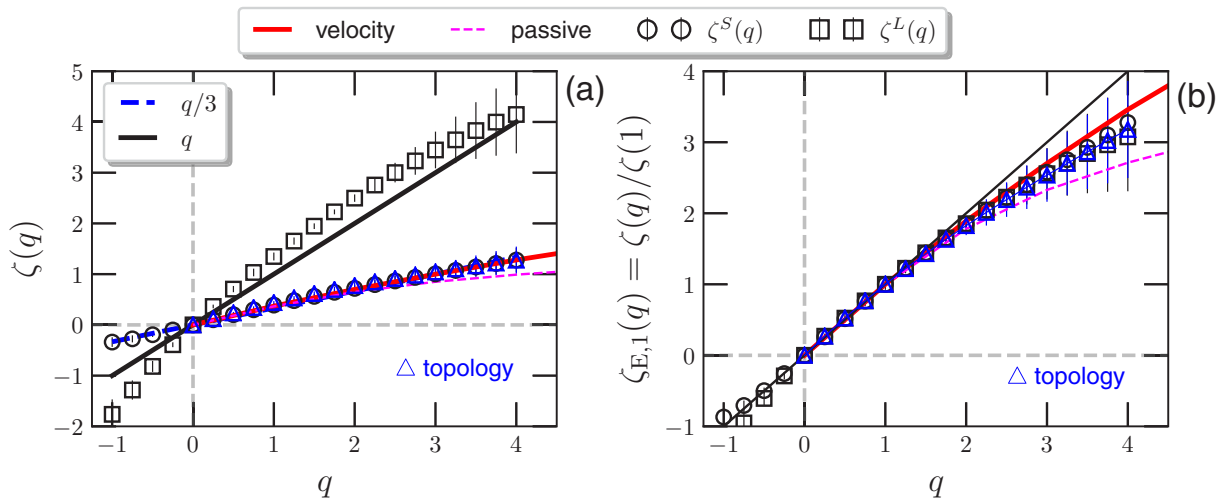 velocity passive ζ^S(q) ζ^L(q)
(a)
q/3
q
5
4
3
2
1
0
−1
−2
ζ(q)
−1 0 1 2 3 4
q
△ topology
(b)
4
3
2
1
0
−1
ζ_E,1(q) = ζ(q)/ζ(1)
−1 0 1 2 3 4
q
△ topology